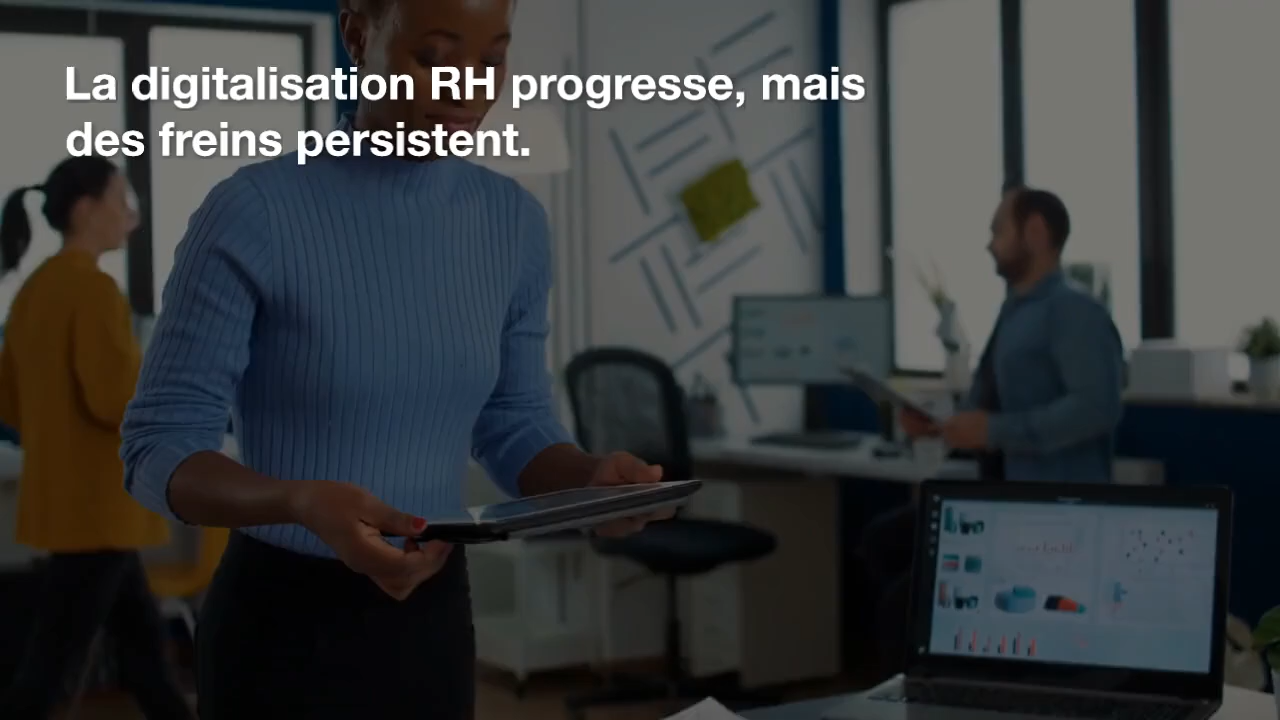 La digitalisation RH progresse, mais
des freins persistent.